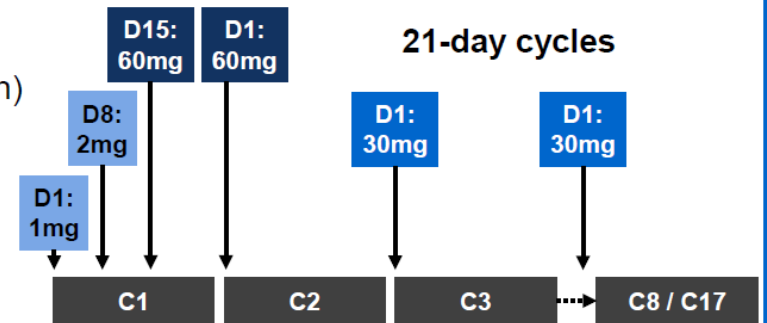 D15:
60mg
D1:
60mg
21-day cycles
n)
D8:
2mg
D1:
30mg
D1:
30mg
D1:
1mg
C1
C2
C3
C8 / C17